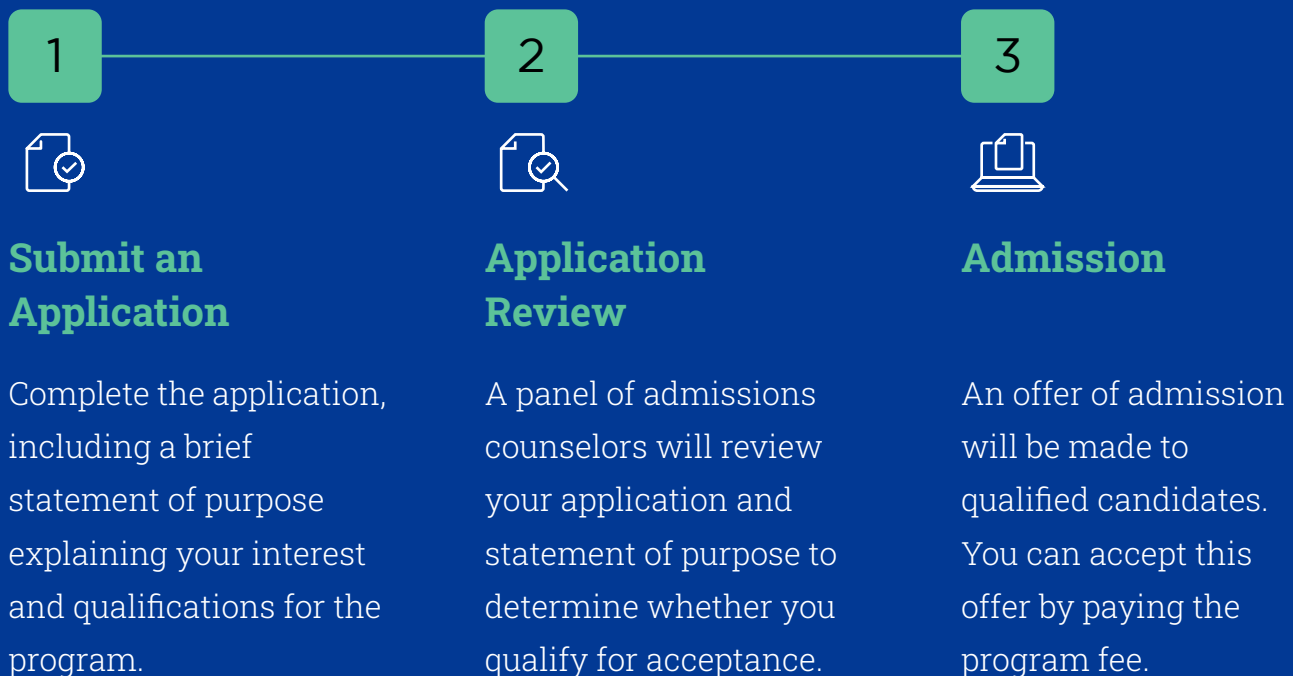 1
2
3
Submit an
Application
Complete the application,
including a brief
statement of purpose
explaining your interest
and qualifications for the
program.
Application
Review
A panel of admissions
counselors will review
your application and
statement of purpose to
determine whether you
qualify for acceptance.
Admission
An offer of admission
will be made to
qualified candidates.
You can accept this
offer by paying the
program fee.